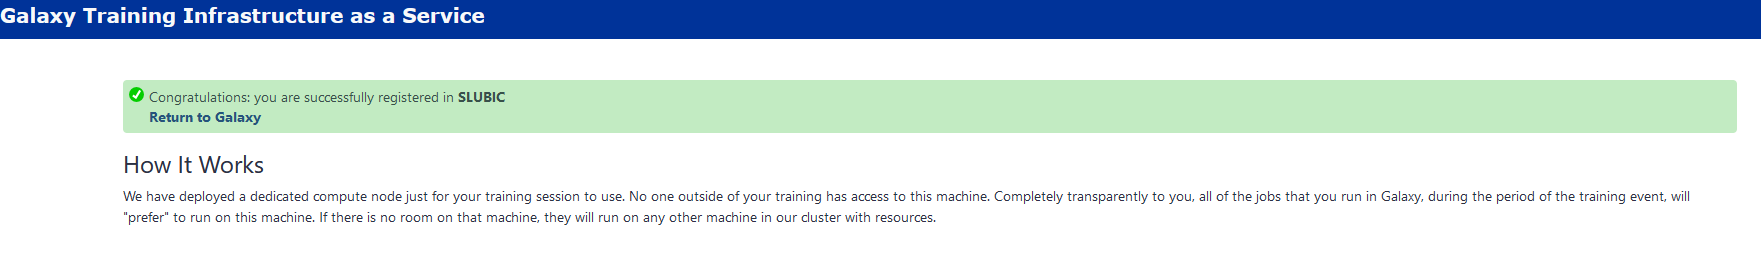 Galaxy Training Infrastructure as a Service
Congratulations: you are successfully registered in SLUBIC
Return to Galaxy
How It Works
We have deployed a dedicated compute node just for your training session to use. No one outside of your training has access to this machine. Completely transparently to you, all of the jobs that you run in Galaxy, during the period of the training event, will
"prefer" to run on this machine. If there is no room on that machine, they will run on any other machine in our cluster with resources.